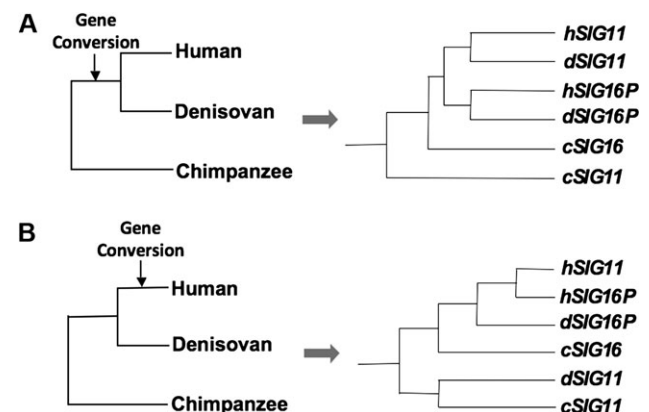 A
Gene
Conversion
Human
Denisovan
Chimpanzee
hSIG11
dSIG11
hSIG16P
dSIG16P
cSIG16
cSIG11
B
Gene
Conversion
Human
Denisovan
Chimpanzee
hSIG11
hSIG16P
dSIG16P
cSIG16
dSIG11
cSIG11